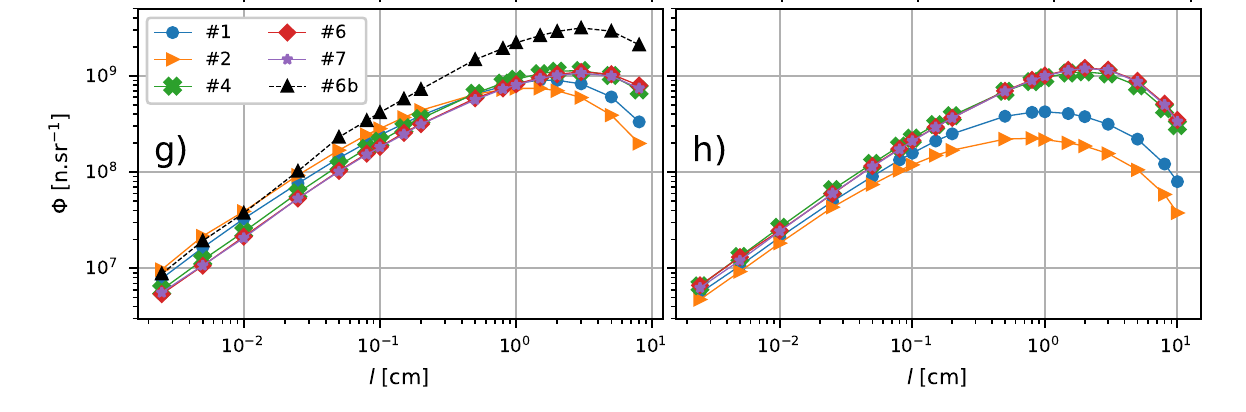 g)
#1 #6
#2 #7
#4 #6b
h)
Φ [n.sr⁻¹]
10⁹
10⁸
10⁷
10⁻² 10⁻¹ 10⁰ 10¹
10⁻² 10⁻¹ 10⁰ 10¹
l [cm]
l [cm]